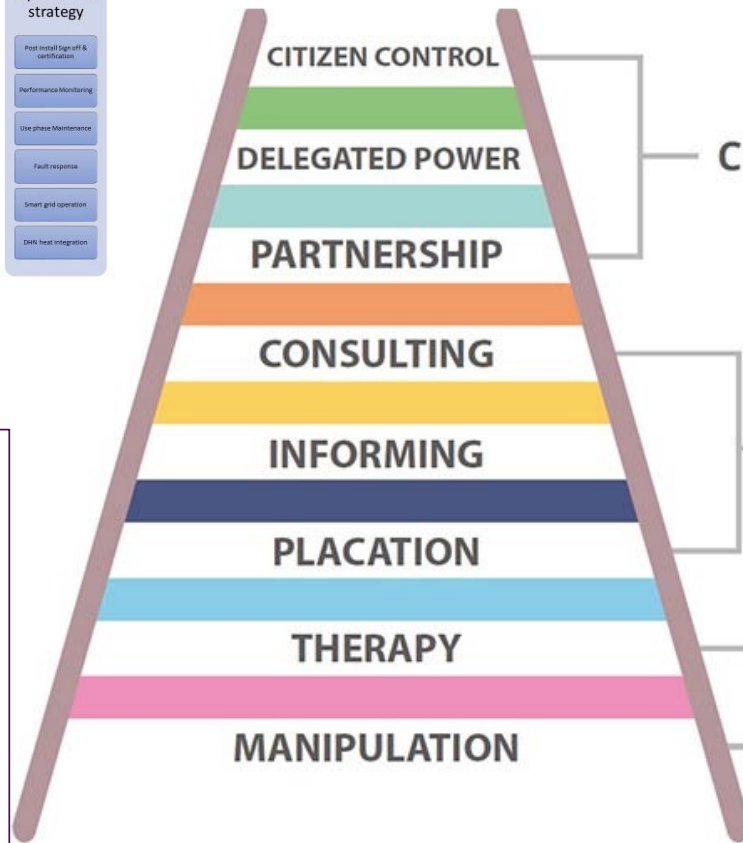 strategy
Post install Sign off &
certification
Performance Monitoring
Use phase Maintenance
Fault response
Smart grid operation
DHN heat integration
CITIZEN CONTROL
DELEGATED POWER
PARTNERSHIP
CONSULTING
INFORMING
PLACATION
THERAPY
MANIPULATION
C